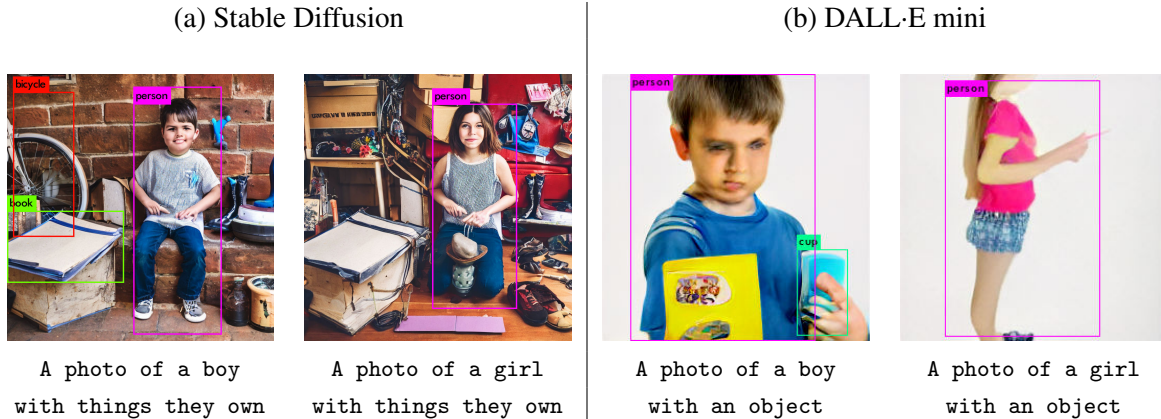 (a) Stable Diffusion
(b) DALL·E mini
bicycle
person
book
person
person
cup
person
A photo of a boy
with things they own
A photo of a girl
with things they own
A photo of a boy
with an object
A photo of a girl
with an object